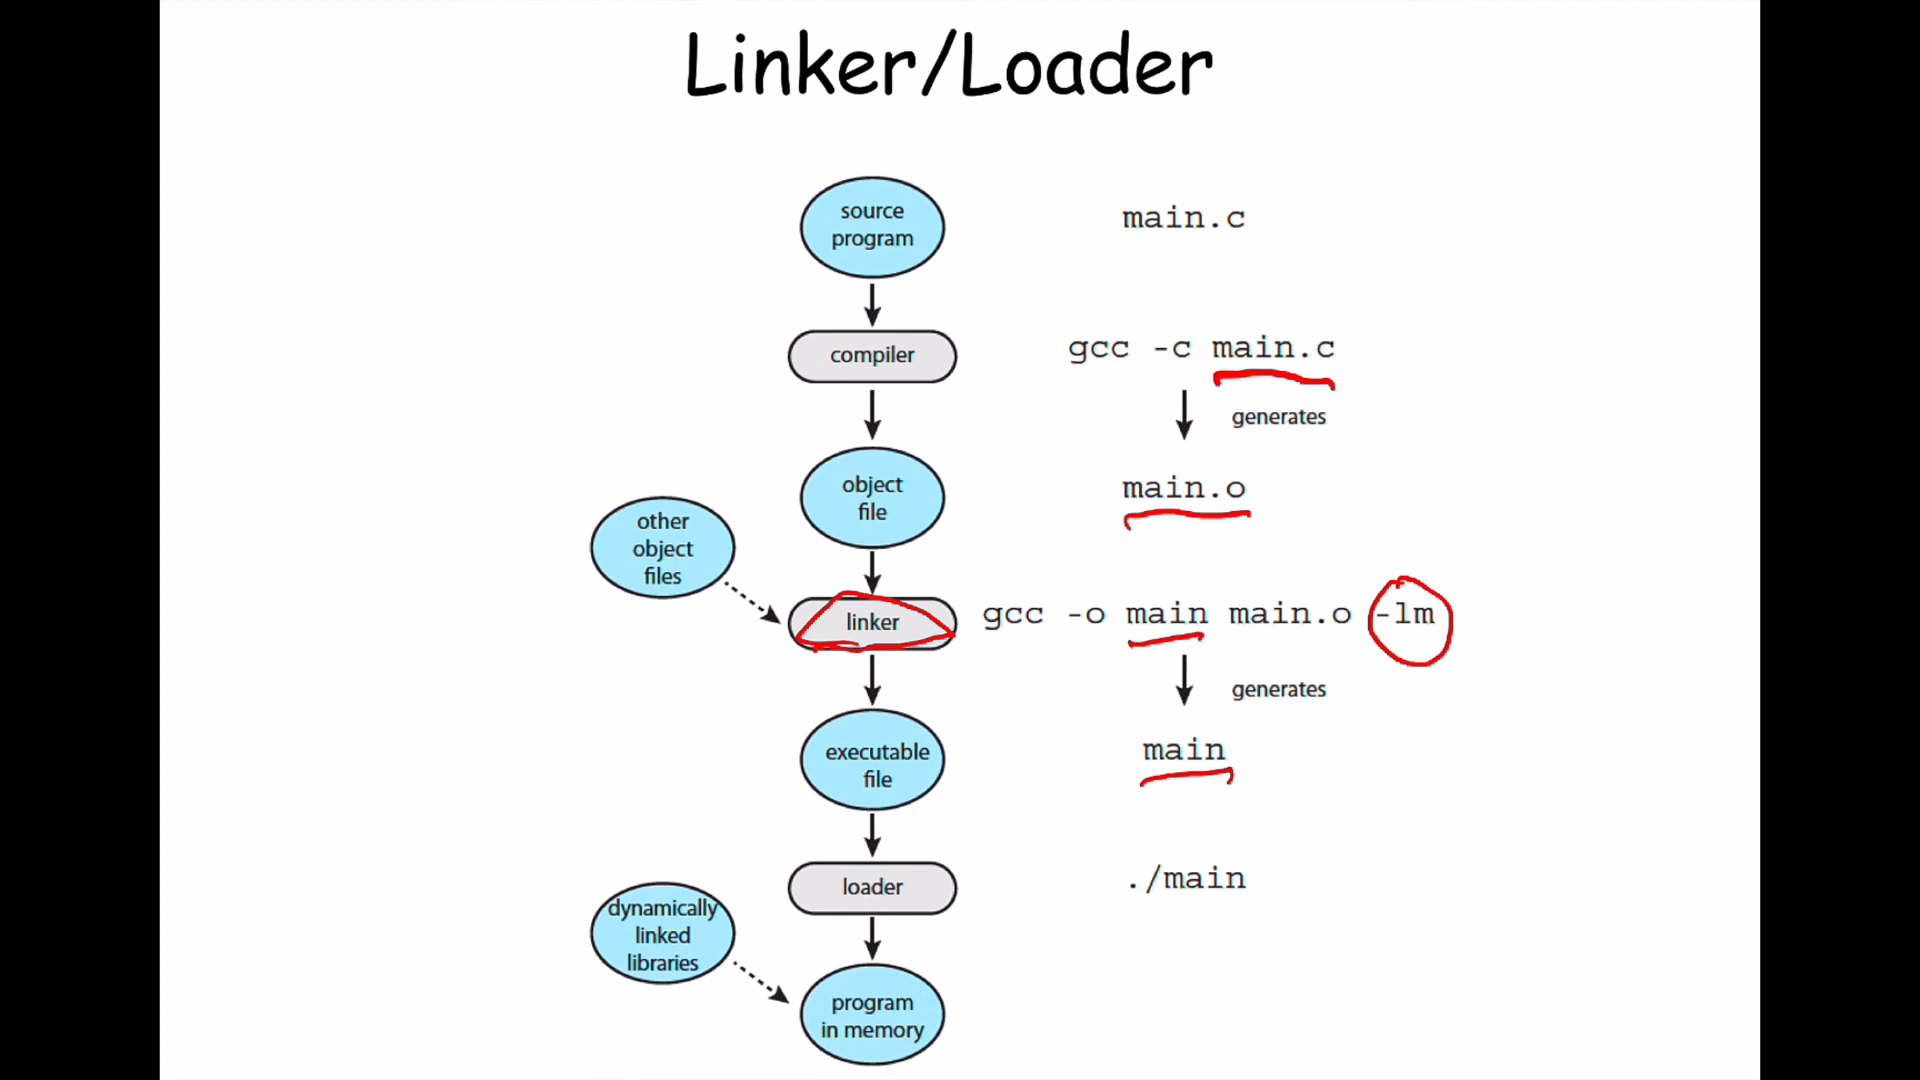 Linker/Loader
source
program
main.c
compiler
gcc -c main.c
generates
object
file
main.o
other
object
files
linker
gcc -o main main.o -lm
generates
executable
file
main
loader
./main
dynamically
linked
libraries
program
in memory